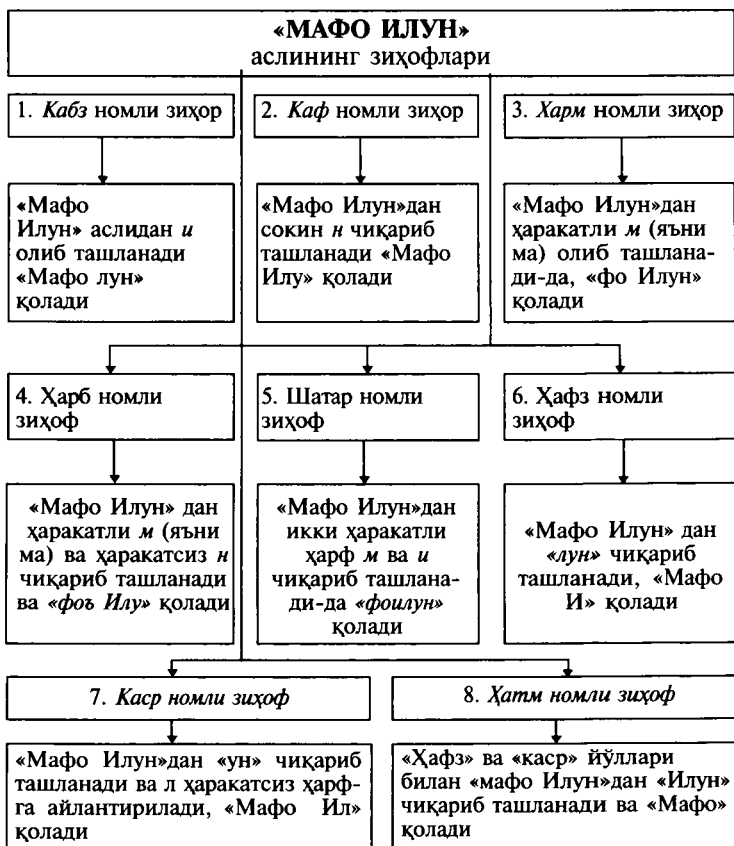 «МАФО ИЛУН»
аслининг зиҳофлари
1. Кабз номли зиҳор
2. Каф номли зиҳор
3. Харм номли зиҳор
«Мафо
Илун» аслидан и
олиб ташланади
«Мафо лун»
қолади
«Мафо Илун»дан
сокин н чиқариб
ташланади «Мафо
Илу» қолади
«Мафо Илун»дан
ҳаракатли м (яъни
ма) олиб ташлана-
ди-да, «фо Илун»
қолади
4. Ҳарб номли
зиҳоф
5. Шатар номли
зиҳоф
6. Ҳафз номли
зиҳоф
«Мафо Илун» дан
ҳаракатли м (яъни
ма) ва ҳаракатсиз н
чиқариб ташланади
ва «фоъ Илу» қолади
«Мафо Илун»дан
икки ҳаракатли
ҳарф м ва и
чиқариб ташлана-
ди-да «фоилун»
қолади
«Мафо Илун» дан
«лун» чиқариб
ташланади, «Мафо
И» қолади
7. Каср номли зиҳоф
8. Ҳатм номли зиҳоф
«Мафо Илун»дан «ун» чиқариб
ташланади ва л ҳаракатсиз ҳарф-
га айлантирилади, «Мафо Ил»
қолади
«Ҳафз» ва «каср» йўллари
билан «мафо Илун»дан «Илун»
чиқариб ташланади ва «Мафо»
қолади